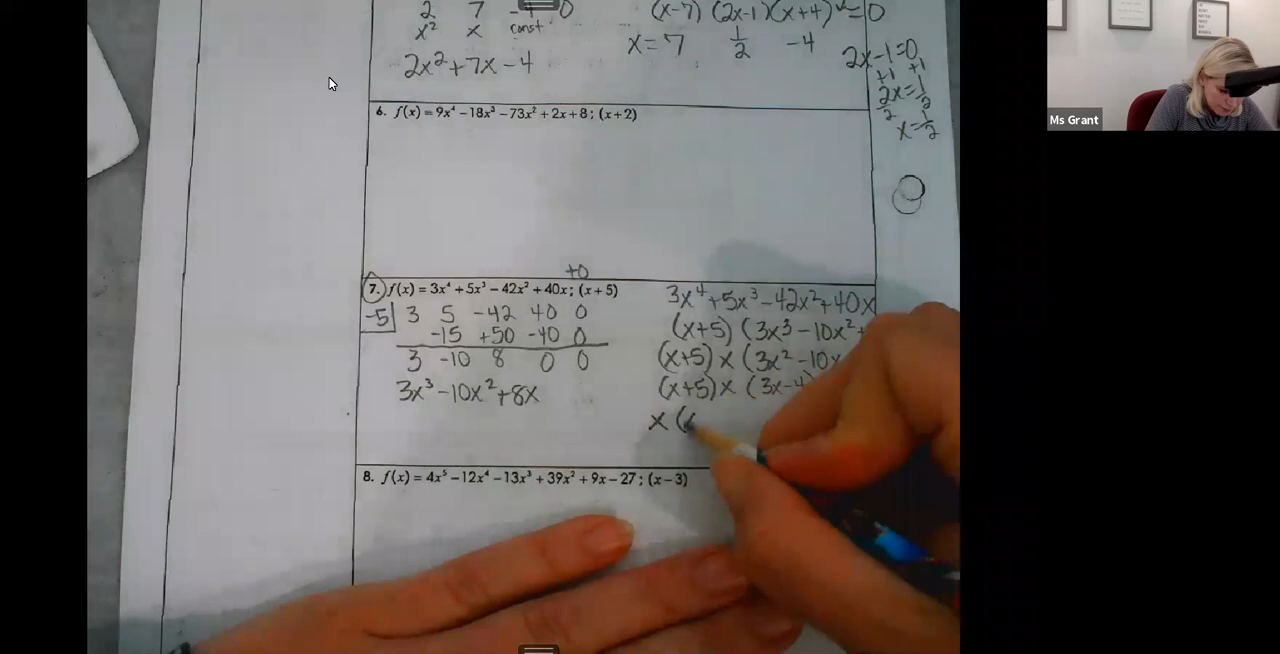 2 7 -4 0
x² x const
2x²+7x-4
(x-7) (2x-1)(x+4) = 0
x=7 1/2 -4
2x-1=0
+1 +1
2x=1
2 2
x=1/2
6. f(x) = 9x⁴ - 18x³ - 73x² + 2x + 8 ; (x+2)
+0
7. f(x) = 3x⁴ + 5x³ - 42x² + 40x ; (x+5)
-5 3 5 -42 40 0
-15 +50 -40 0
3 -10 8 0 0
3x³-10x²+8x
3x⁴+5x³-42x²+40x
(x+5) (3x³-10x²+
(x+5) x (3x²-10x
(x+5) x (3x-4)
x (
8. f(x) = 4x⁵ - 12x⁴ - 13x³ + 39x² + 9x - 27 ; (x-3)
Ms Grant